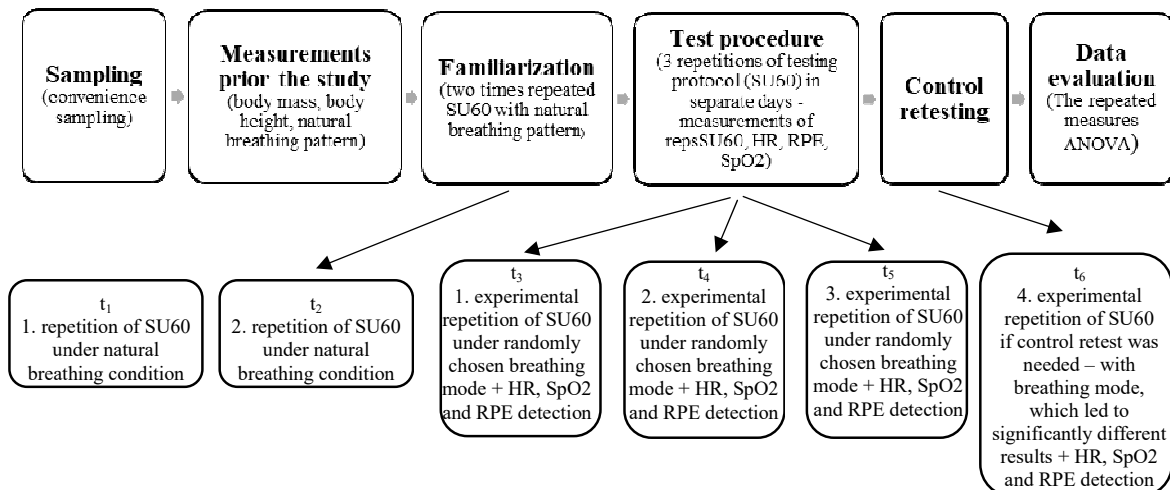 Sampling
(convenience
sampling)
Measurements
prior the study
(body mass, body
height, natural
breathing pattern)
Familiarization
(two times repeated
SU60 with natural
breathing pattern)
Test procedure
(3 repetitions of testing
protocol (SU60) in
separate days -
measurements of
repsSU60, HR, RPE,
SpO2)
Control
retesting
Data
evaluation
(The repeated
measures
ANOVA)
t1
1. repetition of SU60
under natural
breathing condition
t2
2. repetition of SU60
under natural
breathing condition
t3
1. experimental
repetition of SU60
under randomly
chosen breathing
mode + HR, SpO2
and RPE detection
t4
2. experimental
repetition of SU60
under randomly
chosen breathing
mode + HR, SpO2
and RPE detection
t5
3. experimental
repetition of SU60
under randomly
chosen breathing
mode + HR, SpO2
and RPE detection
t6
4. experimental
repetition of SU60
if control retest was
needed – with
breathing mode,
which led to
significantly different
results + HR, SpO2
and RPE detection